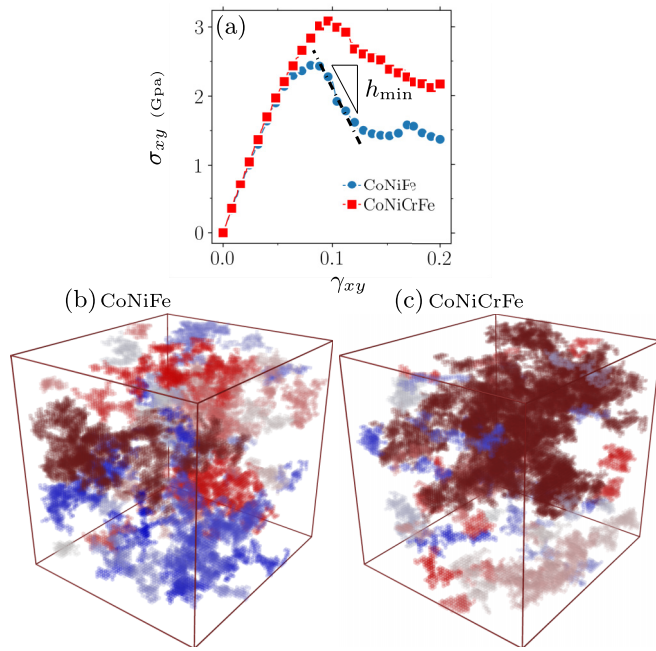 (a)
3
2
1
0
σxy (Gpa)
hmin
CoNiFe
CoNiCrFe
0.0 0.1 0.2
γxy
(b) CoNiFe (c) CoNiCrFe